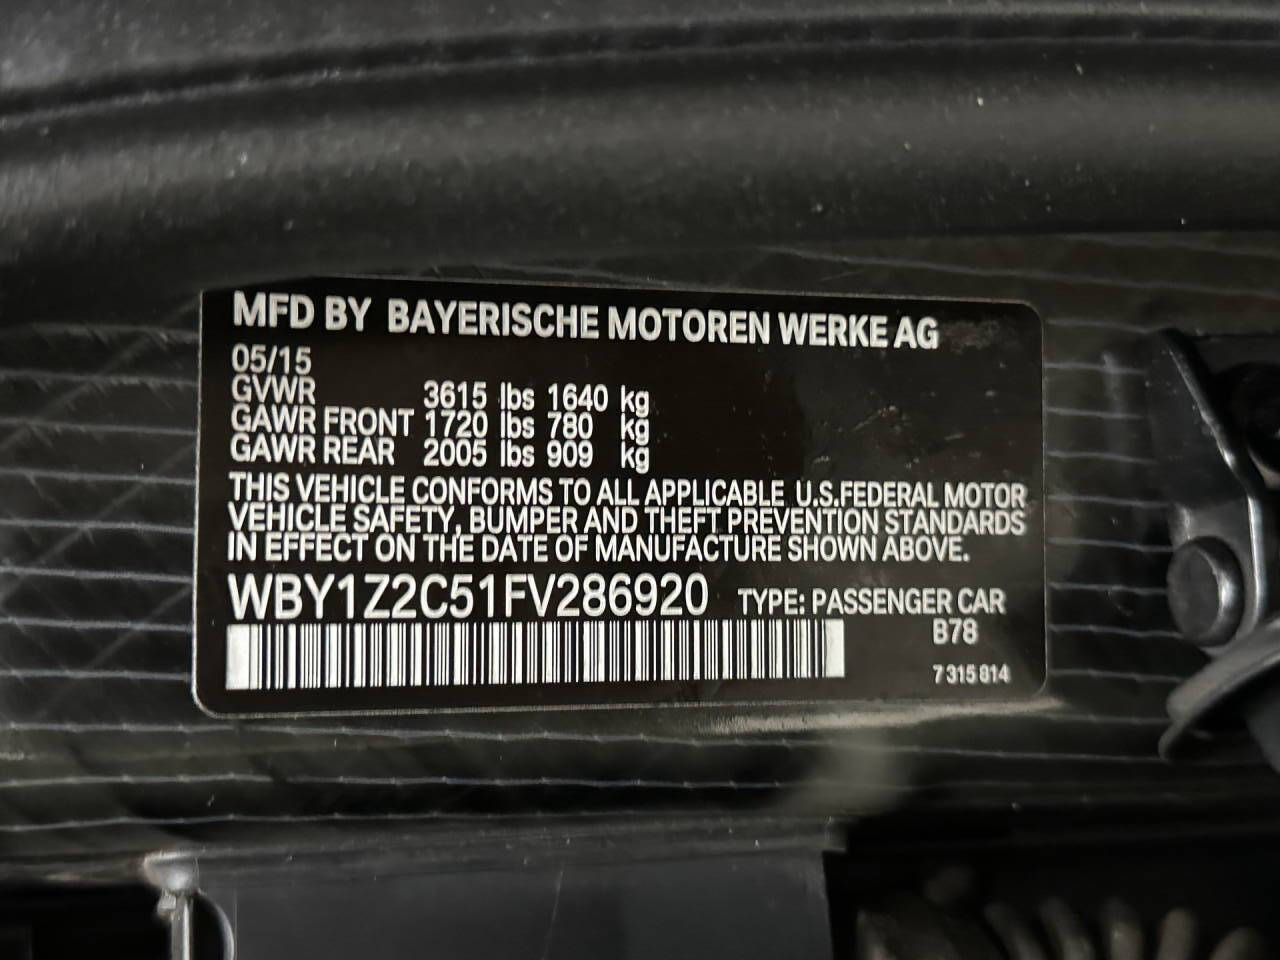 MFD BY BAYERISCHE MOTOREN WERKE AG
05/15
GVWR 3615 lbs 1640 kg
GAWR FRONT 1720 lbs 780 kg
GAWR REAR 2005 lbs 909 kg
THIS VEHICLE CONFORMS TO ALL APPLICABLE U.S.FEDERAL MOTOR
VEHICLE SAFETY, BUMPER AND THEFT PREVENTION STANDARDS
IN EFFECT ON THE DATE OF MANUFACTURE SHOWN ABOVE.
WBY1Z2C51FV286920 TYPE: PASSENGER CAR
B78
7 315 814